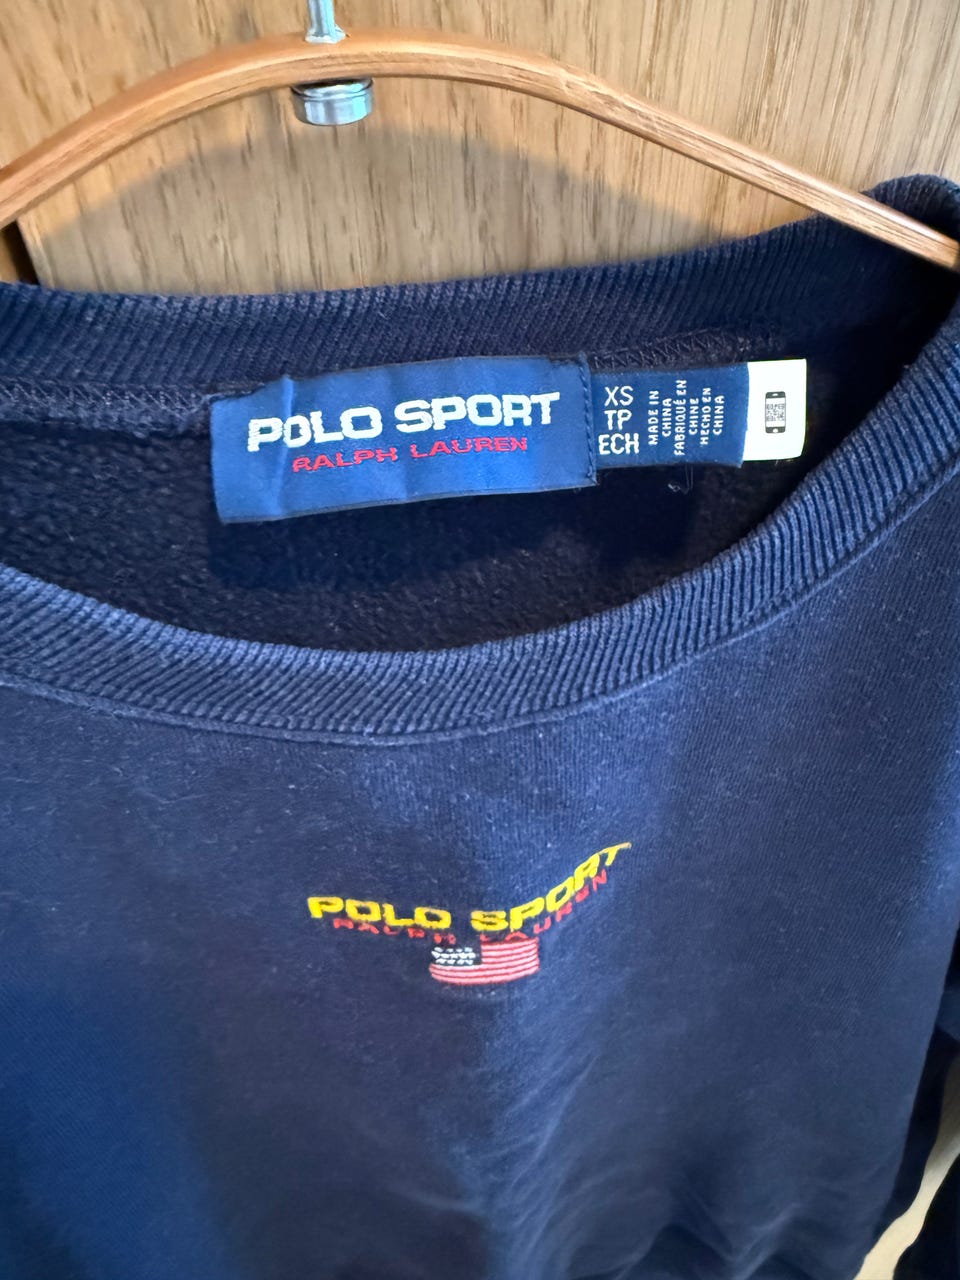 POLO SPORT
RALPH LAUREN
XS
TP
ECH
MADE IN
CHINA
FABRIQUÉ EN
CHINE
HECHO EN
CHINA
POLO SPORT
RALPH LAUREN